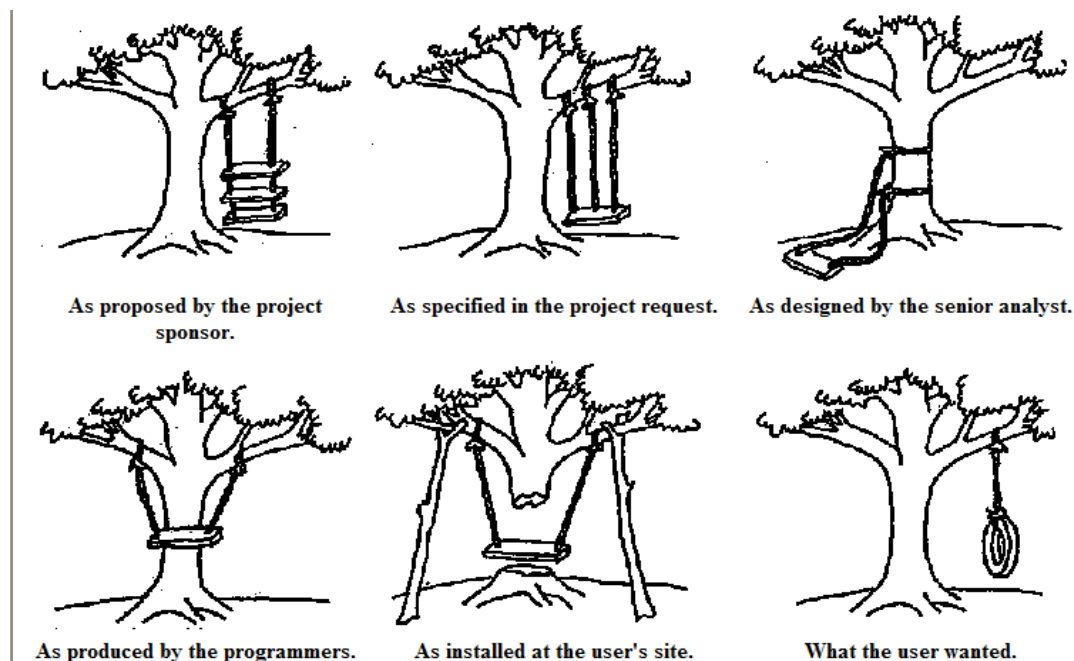 As proposed by the project
sponsor.
As specified in the project request.
As designed by the senior analyst.
As produced by the programmers.
As installed at the user's site.
What the user wanted.